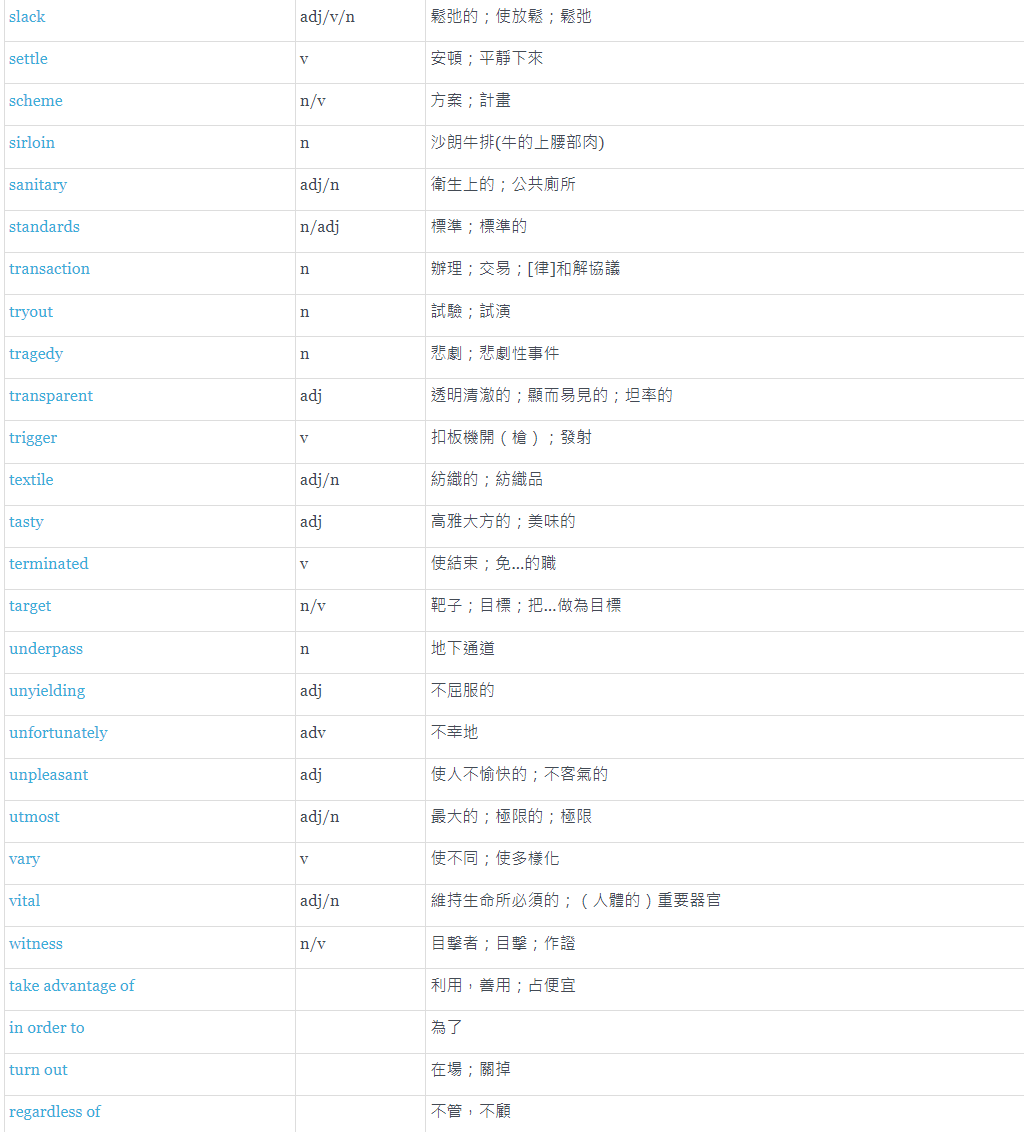 slack adj/v/n 鬆弛的；使放鬆；鬆弛
settle v 安頓；平靜下來
scheme n/v 方案；計畫
sirloin n 沙朗牛排(牛的上腰部肉)
sanitary adj/n 衛生上的；公共廁所
standards n/adj 標準；標準的
transaction n 辦理；交易；[律]和解協議
tryout n 試驗；試演
tragedy n 悲劇；悲劇性事件
transparent adj 透明清澈的；顯而易見的；坦率的
trigger v 扣板機開（槍）；發射
textile adj/n 紡織的；紡織品
tasty adj 高雅大方的；美味的
terminated v 使結束；免...的職
target n/v 靶子；目標；把...做為目標
underpass n 地下通道
unyielding adj 不屈服的
unfortunately adv 不幸地
unpleasant adj 使人不愉快的；不客氣的
utmost adj/n 最大的；極限的；極限
vary v 使不同；使多樣化
vital adj/n 維持生命所必須的；（人體的）重要器官
witness n/v 目擊者；目擊；作證
take advantage of 利用，善用；占便宜
in order to 為了
turn out 在場；關掉
regardless of 不管，不顧